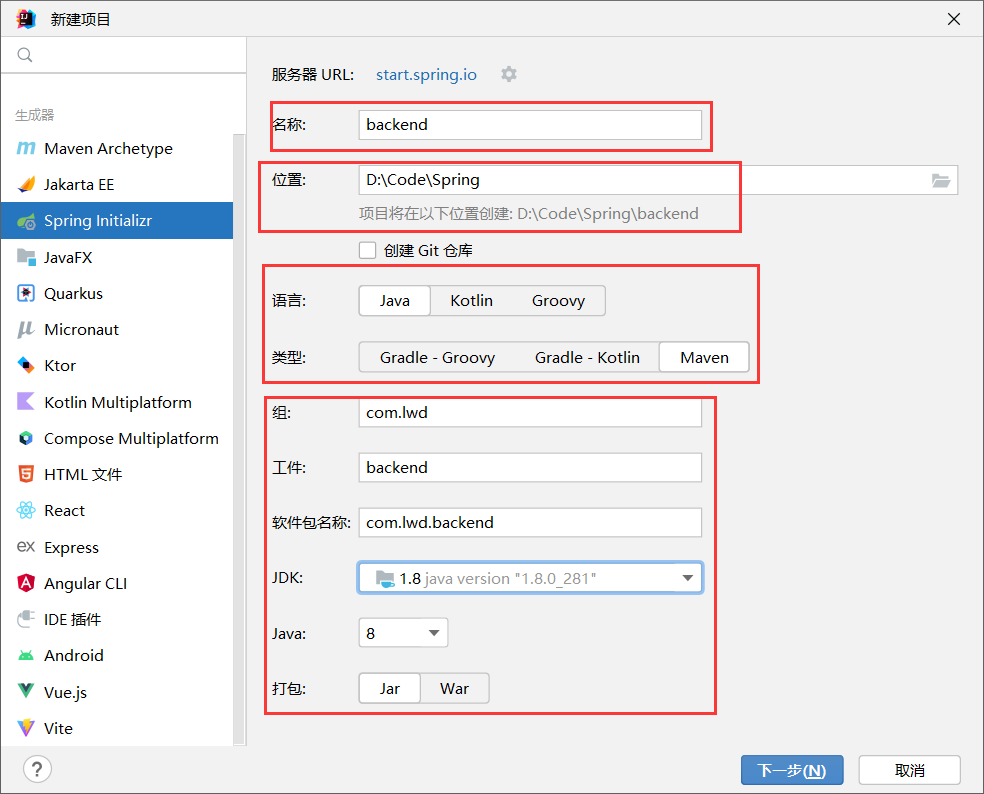 新建项目
服务器 URL: start.spring.io
生成器
Maven Archetype
Jakarta EE
Spring Initializr
JavaFX
Quarkus
Micronaut
Ktor
Kotlin Multiplatform
Compose Multiplatform
HTML 文件
React
Express
Angular CLI
IDE 插件
Android
Vue.js
Vite
名称: backend
位置: D:\Code\Spring
项目将在以下位置创建: D:\Code\Spring\backend
创建 Git 仓库
语言: Java Kotlin Groovy
类型: Gradle - Groovy Gradle - Kotlin Maven
组: com.lwd
工件: backend
软件包名称: com.lwd.backend
JDK: 1.8 java version "1.8.0_281"
Java: 8
打包: Jar War
? 下一步(N) 取消